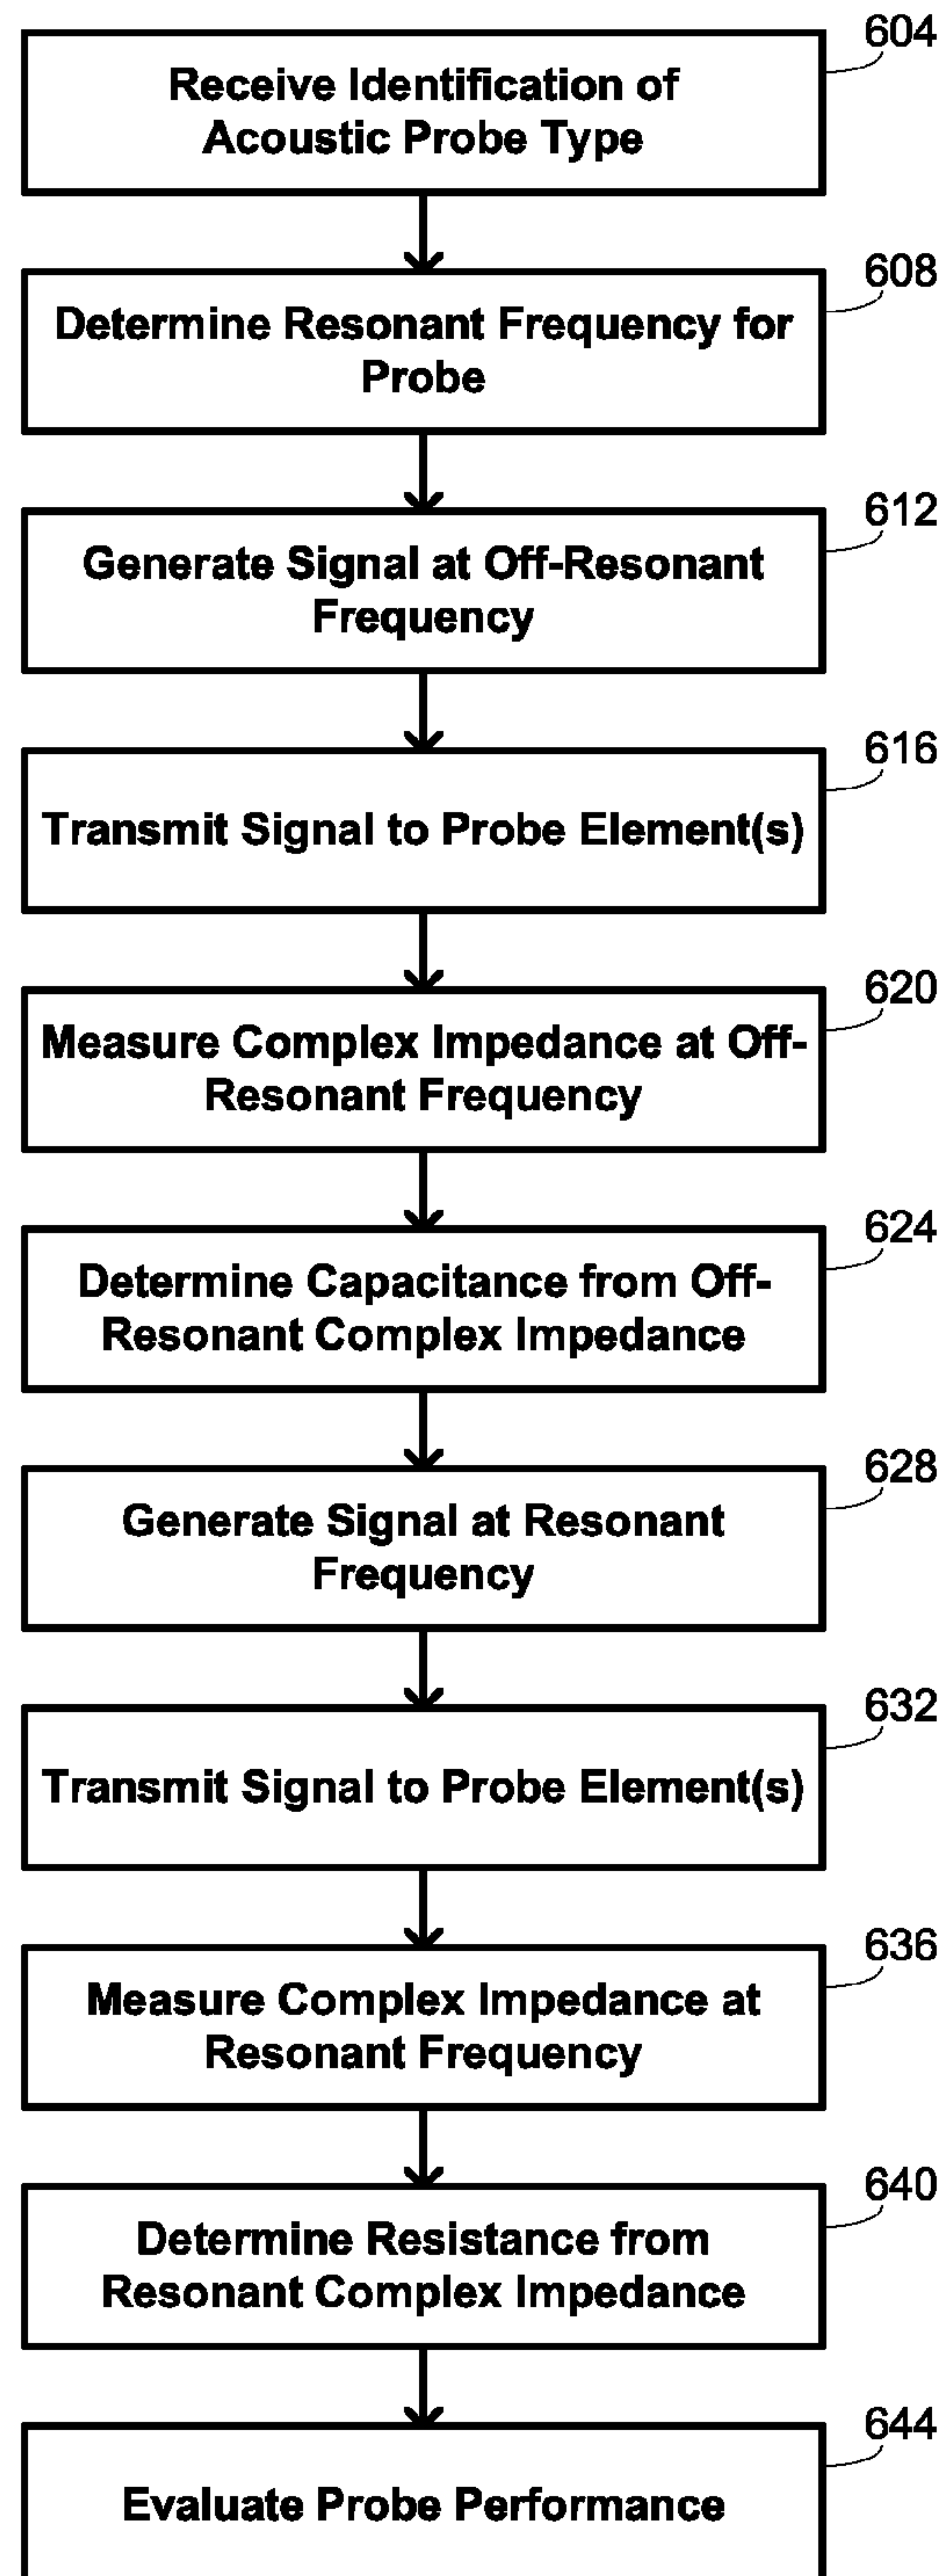 604
Receive Identification of
Acoustic Probe Type
608
Determine Resonant Frequency for
Probe
612
Generate Signal at Off-Resonant
Frequency
616
Transmit Signal to Probe Element(s)
620
Measure Complex Impedance at Off-
Resonant Frequency
624
Determine Capacitance from Off-
Resonant Complex Impedance
628
Generate Signal at Resonant
Frequency
632
Transmit Signal to Probe Element(s)
636
Measure Complex Impedance at
Resonant Frequency
640
Determine Resistance from
Resonant Complex Impedance
644
Evaluate Probe Performance